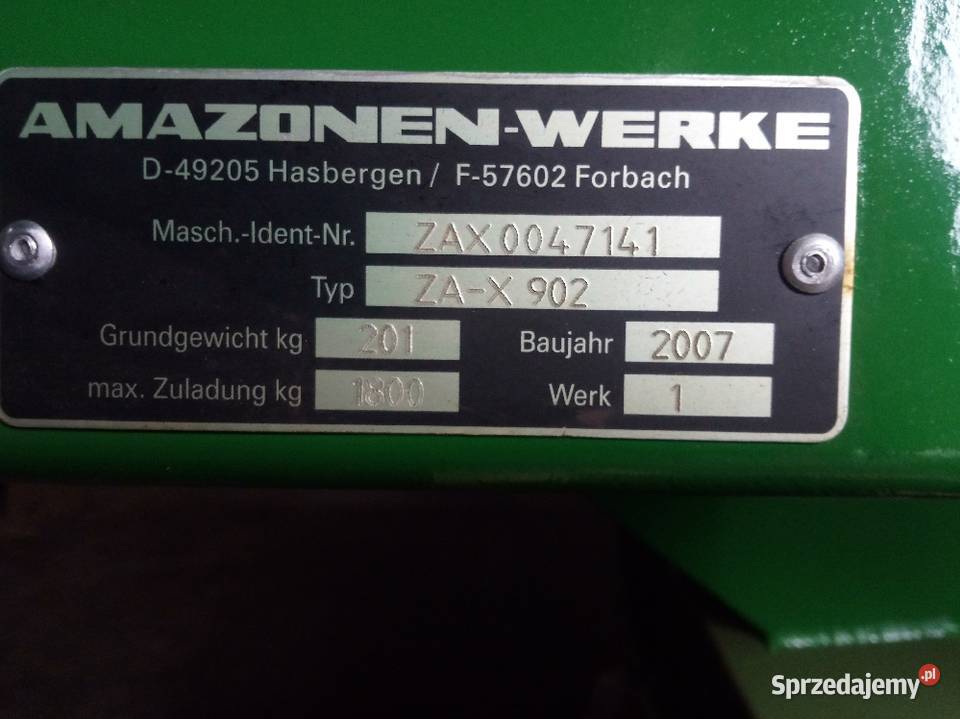 AMAZONEN-WERKE
D-49205 Hasbergen / F-57602 Forbach
Masch.-Ident-Nr. ZAX0047141
Typ ZA-X 902
Grundgewicht kg 201 Baujahr 2007
max. Zuladung kg 1800 Werk 1
Sprzedajemy.pl